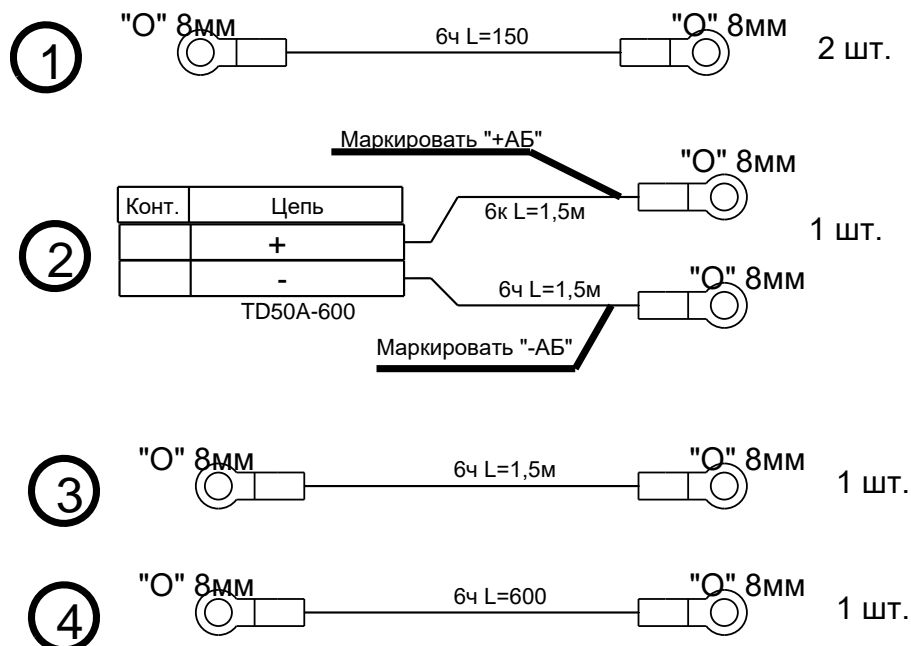 "О" 8мм
"О" 8мм
1
6ч L=150
2 шт.
Маркировать "+АБ"
"О" 8мм
Конт. Цепь
6к L=1,5м
1 шт.
2
+
-
"О" 8мм
6ч L=1,5м
TD50A-600
Маркировать "-АБ"
"О" 8мм
"О" 8мм
3
6ч L=1,5м
1 шт.
"О" 8мм
"О" 8мм
4
6ч L=600
1 шт.